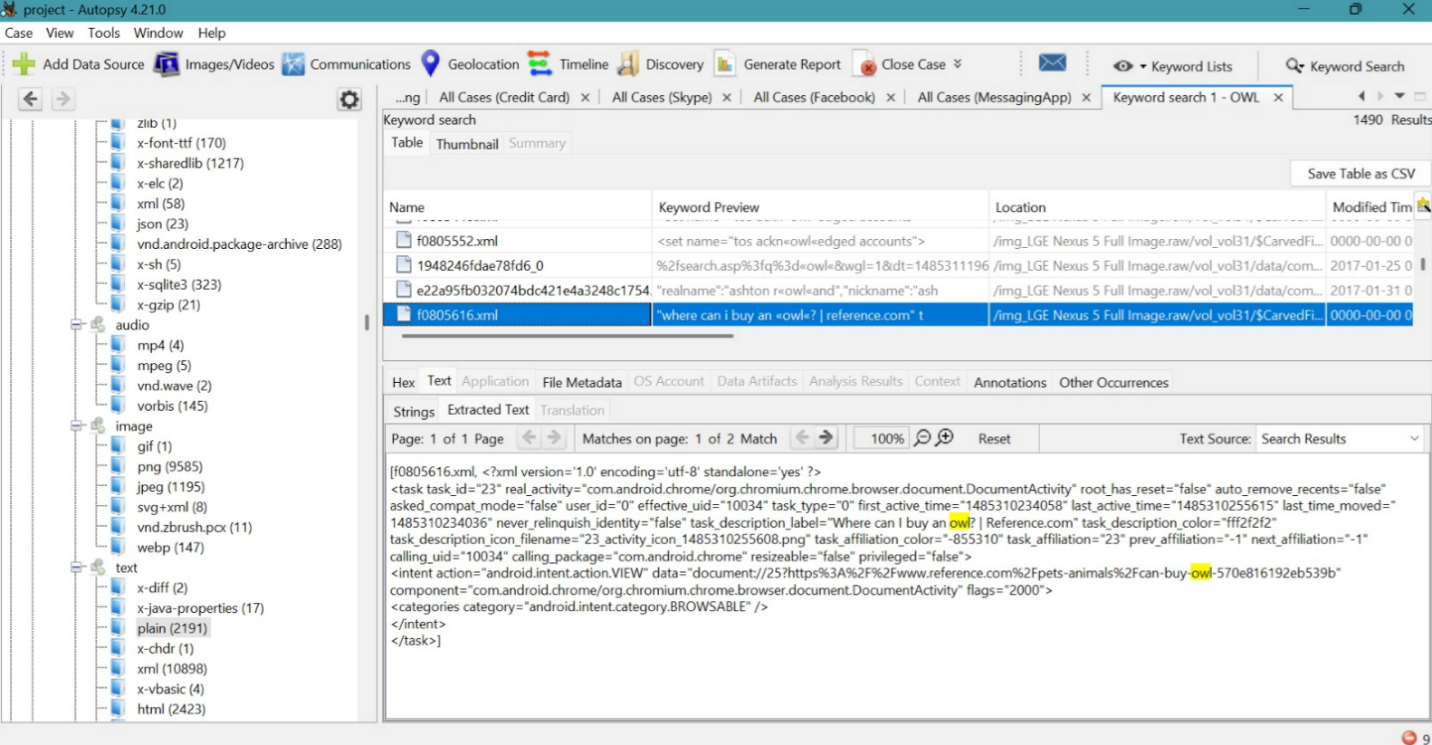 project - Autopsy 4.21.0
Case View Tools Window Help
Add Data Source Images/Videos Communications Geolocation Timeline Discovery Generate Report Close Case Keyword Lists Keyword Search
...ng All Cases (Credit Card) All Cases (Skype) All Cases (Facebook) All Cases (MessagingApp) Keyword search 1 - OWL
zlib (1)
x-font-ttf (170)
x-sharedlib (1217)
x-elc (2)
xml (58)
json (23)
vnd.android.package-archive (288)
x-sh (5)
x-sqlite3 (323)
x-gzip (21)
audio
mp4 (4)
mpeg (5)
vnd.wave (2)
vorbis (145)
image
gif (1)
png (9585)
jpeg (1195)
svg+xml (8)
vnd.zbrush.pcx (11)
webp (147)
text
x-diff (2)
x-java-properties (17)
plain (2191)
x-chdr (1)
xml (10898)
x-vbasic (4)
html (2423)
Keyword search 1490 Results
Table Thumbnail Summary
Save Table as CSV
Name Keyword Preview Location Modified Tim
f0805552.xml <set name="tos ackn«owl«edged accounts"> /img_LGE Nexus 5 Full Image.raw/vol_vol31/$CarvedFi... 0000-00-00 0
1948246fdae78fd6_0 %2fsearch.asp%3fq%3d«owl«&wgl=1&dt=1485311196 /img_LGE Nexus 5 Full Image.raw/vol_vol31/data/com... 2017-01-25 0
e22a95fb032074bdc421e4a3248c1754. "realname":"ashton r«owl«and","nickname":"ash /img_LGE Nexus 5 Full Image.raw/vol_vol31/data/com... 2017-01-31 0
f0805616.xml "where can i buy an «owl«? | reference.com" t /img_LGE Nexus 5 Full Image.raw/vol_vol31/$CarvedFi... 0000-00-00 0
Hex Text Application File Metadata OS Account Data Artifacts Analysis Results Context Annotations Other Occurrences
Strings Extracted Text Translation
Page: 1 of 1 Page Matches on page: 1 of 2 Match 100% Reset Text Source: Search Results
[f0805616.xml, <?xml version='1.0' encoding='utf-8' standalone='yes' ?>
<task task_id="23" real_activity="com.android.chrome/org.chromium.chrome.browser.document.DocumentActivity" root_has_reset="false" auto_remove_recents="false"
asked_compat_mode="false" user_id="0" effective_uid="10034" task_type="0" first_active_time="1485310234058" last_active_time="1485310255615" last_time_moved="
1485310234036" never_relinquish_identity="false" task_description_label="Where can I buy an owl? | Reference.com" task_description_color="fff2f2f2"
task_description_icon_filename="23_activity_icon_1485310255608.png" task_affiliation_color="-855310" task_affiliation="23" prev_affiliation="-1" next_affiliation="-1"
calling_uid="10034" calling_package="com.android.chrome" resizeable="false" privileged="false">
<intent action="android.intent.action.VIEW" data="document://25?https%3A%2F%2Fwww.reference.com%2Fpets-animals%2Fcan-buy-owl-570e816192eb539b"
component="com.android.chrome/org.chromium.chrome.browser.document.DocumentActivity" flags="2000">
<categories category="android.intent.category.BROWSABLE" />
</intent>
</task>]
9